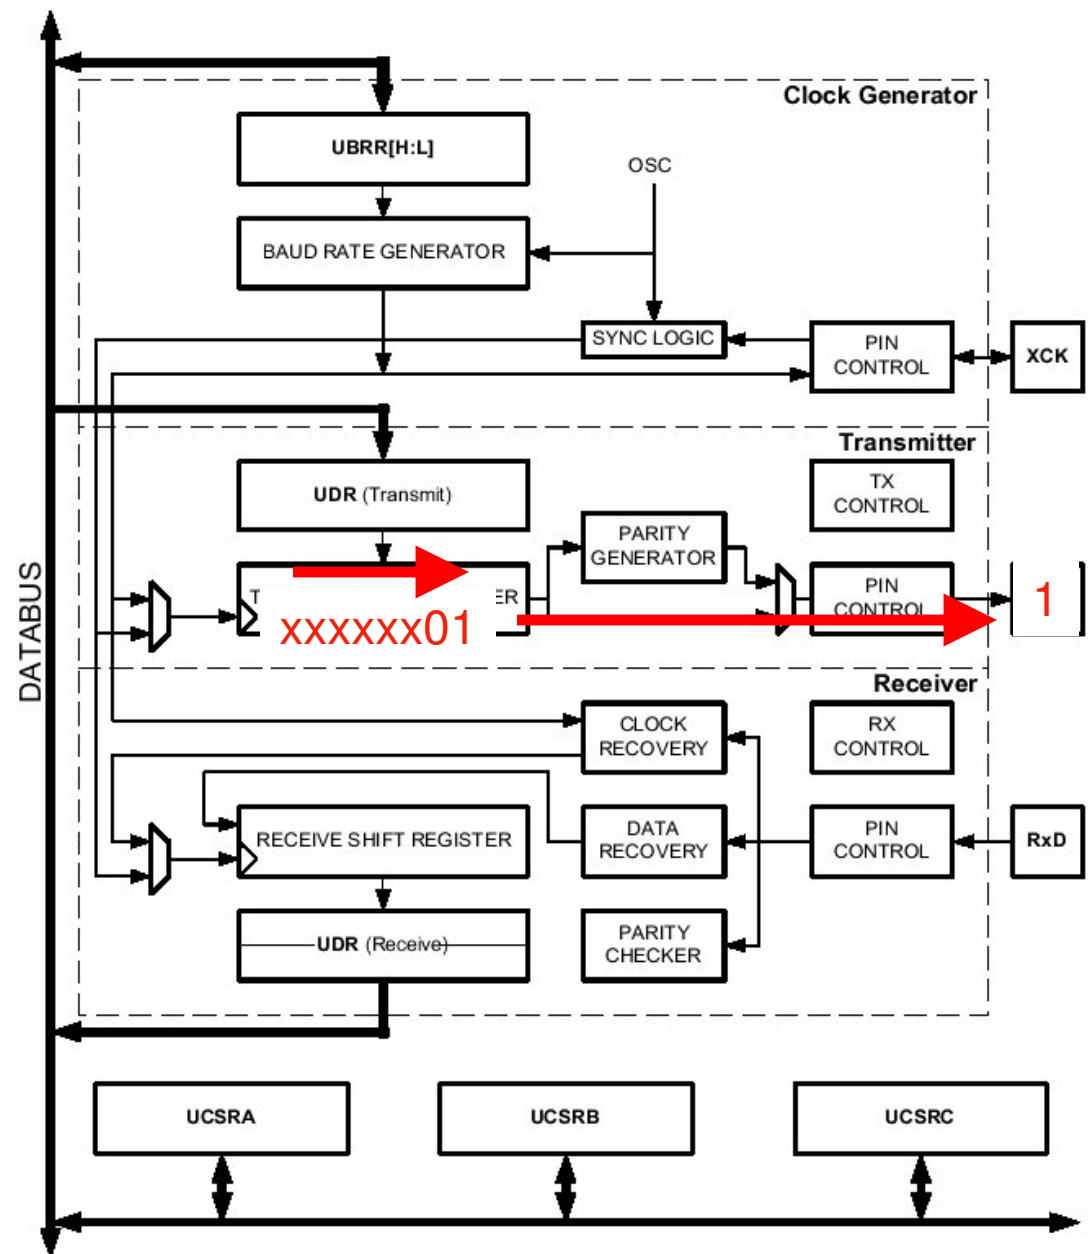 Clock Generator
UBRR[H:L]
OSC
BAUD RATE GENERATOR
SYNC LOGIC
PIN
CONTROL
XCK
DATABUS
Transmitter
UDR (Transmit)
TX
CONTROL
PARITY
GENERATOR
xxxxxx01
PIN
CONTROL
1
Receiver
CLOCK
RECOVERY
RX
CONTROL
RECEIVE SHIFT REGISTER
DATA
RECOVERY
PIN
CONTROL
RxD
UDR (Receive)
PARITY
CHECKER
UCSRA
UCSRB
UCSRC